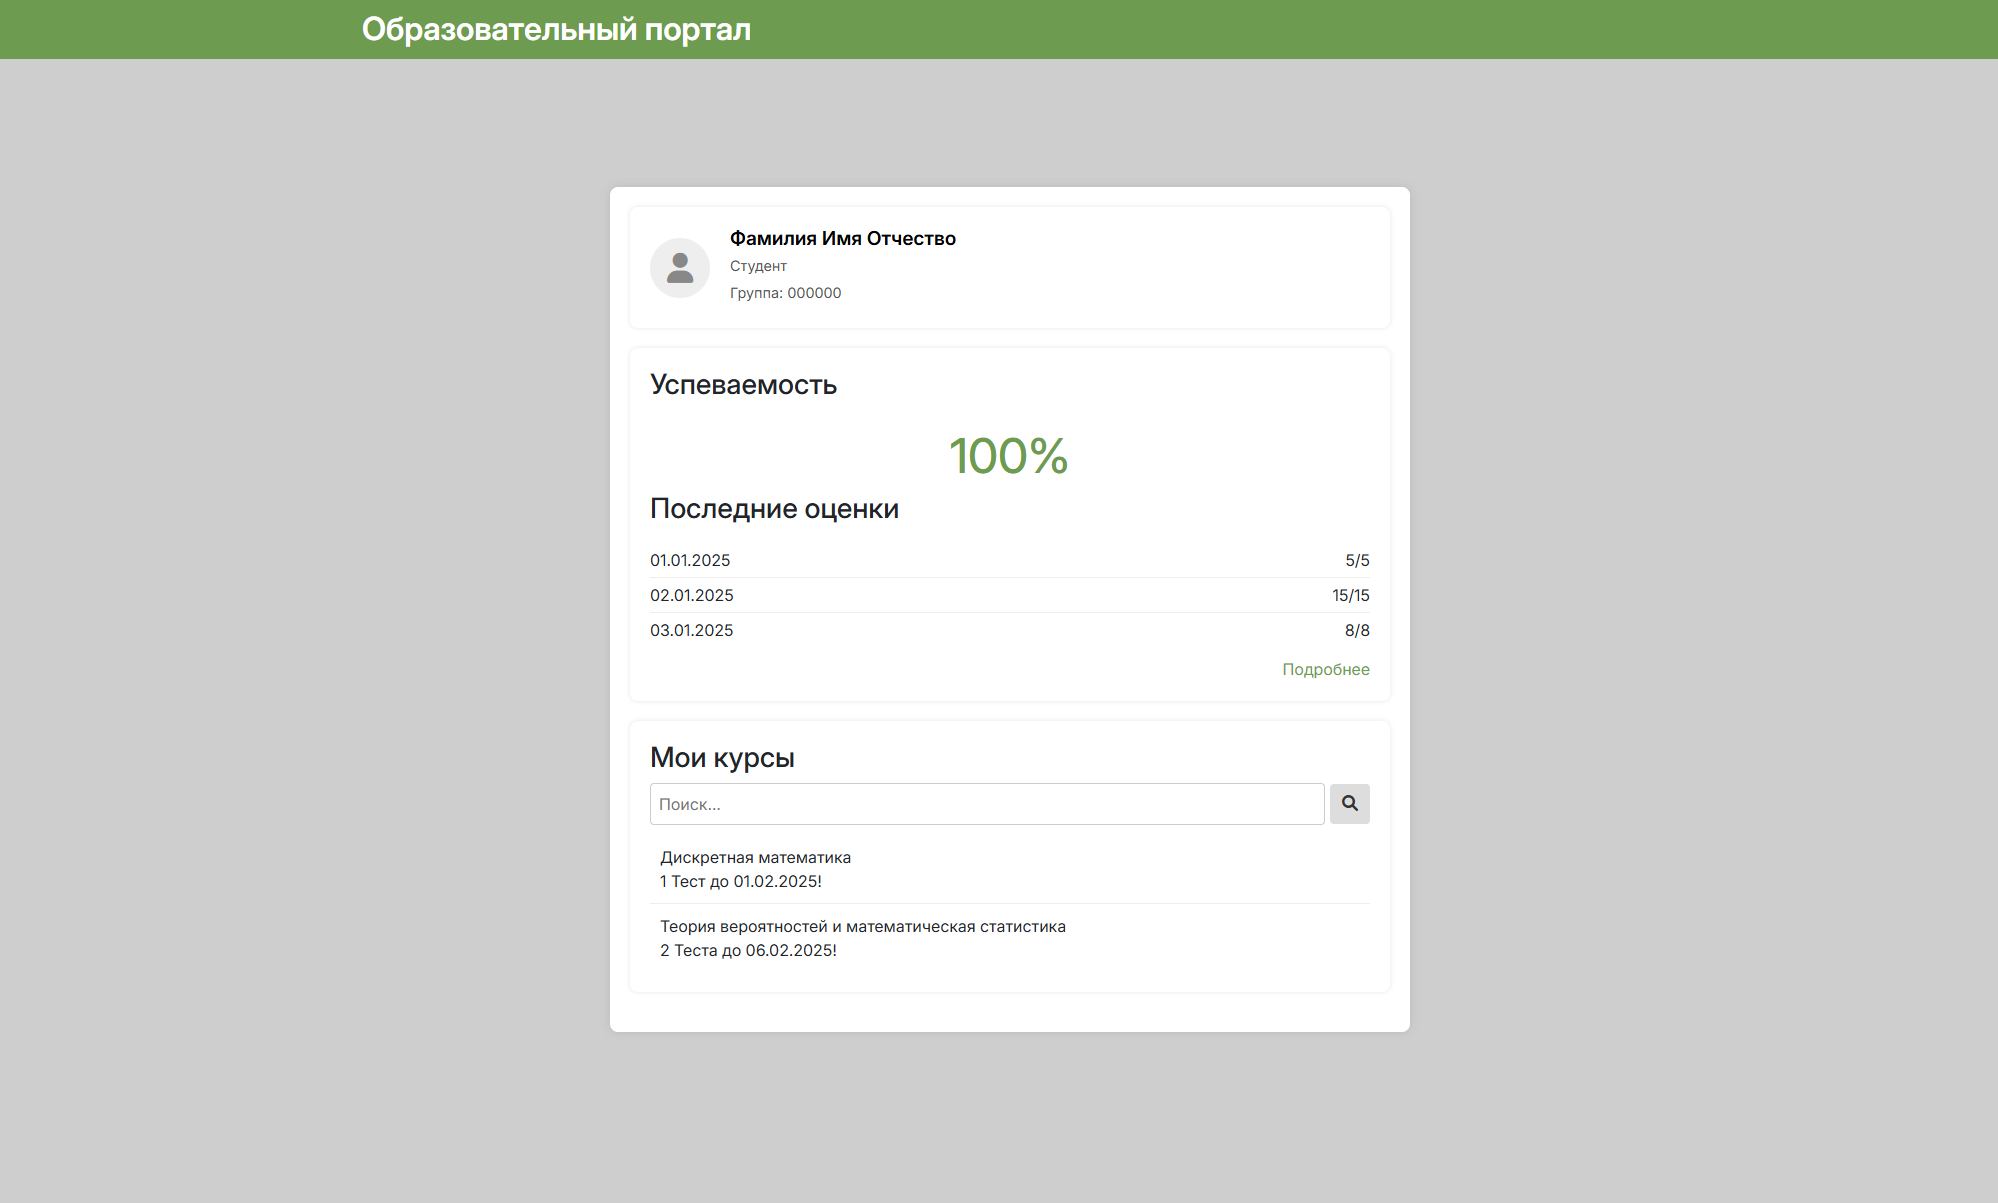 Образовательный портал
Фамилия Имя Отчество
Студент
Группа: 000000
Успеваемость
100%
Последние оценки
01.01.2025 5/5
02.01.2025 15/15
03.01.2025 8/8
Подробнее
Мои курсы
Поиск...
Дискретная математика
1 Тест до 01.02.2025!
Теория вероятностей и математическая статистика
2 Теста до 06.02.2025!